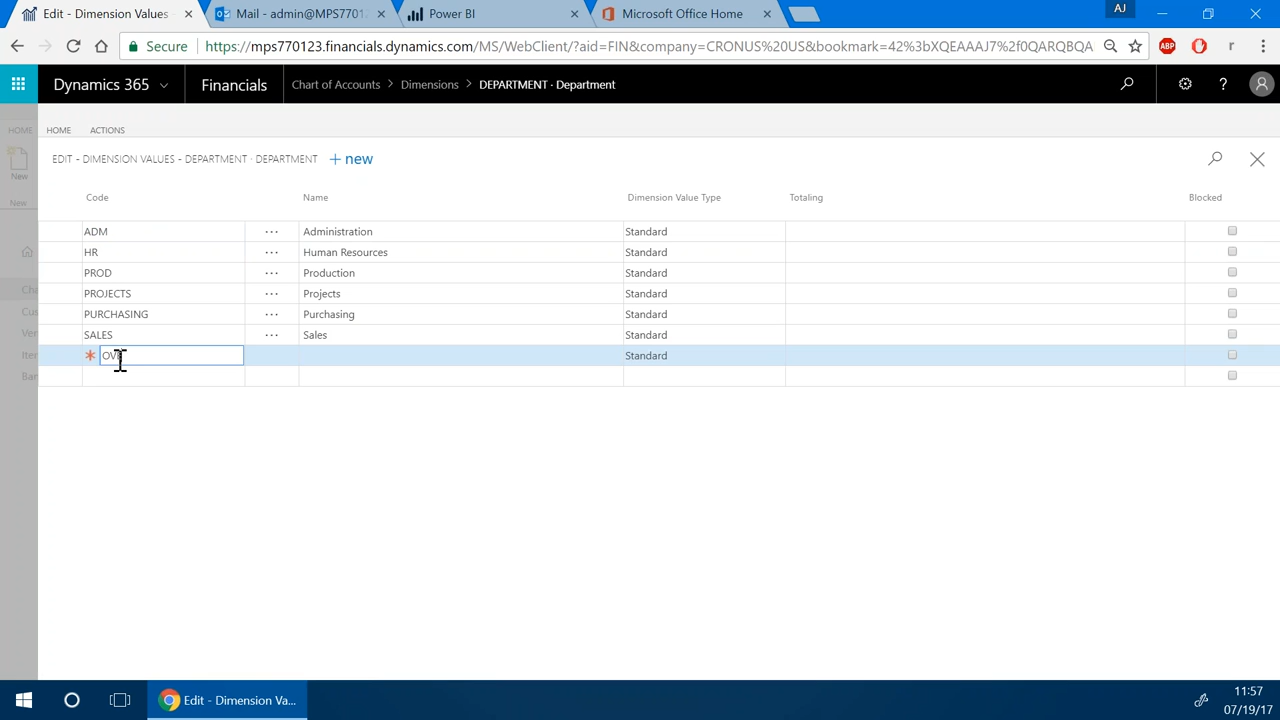 Edit - Dimension Values - Mail - admin@MPS7701 Power BI Microsoft Office Home AJ
Secure https://mps770123.financials.dynamics.com/MS/WebClient/?aid=FIN&company=CRONUS%20US&bookmark=42%3bXQEAAAJ7%2f0QARQBQA ABP r
Dynamics 365 Financials Chart of Accounts > Dimensions > DEPARTMENT · Department ?
HOME HOME ACTIONS
EDIT - DIMENSION VALUES - DEPARTMENT · DEPARTMENT + new
New
Code Name Dimension Value Type Totaling Blocked
New
ADM ··· Administration Standard
HR ··· Human Resources Standard
PROD ··· Production Standard
PROJECTS ··· Projects Standard
PURCHASING ··· Purchasing Standard
SALES ··· Sales Standard
Standard
Edit - Dimension Va...
11:57
07/19/17